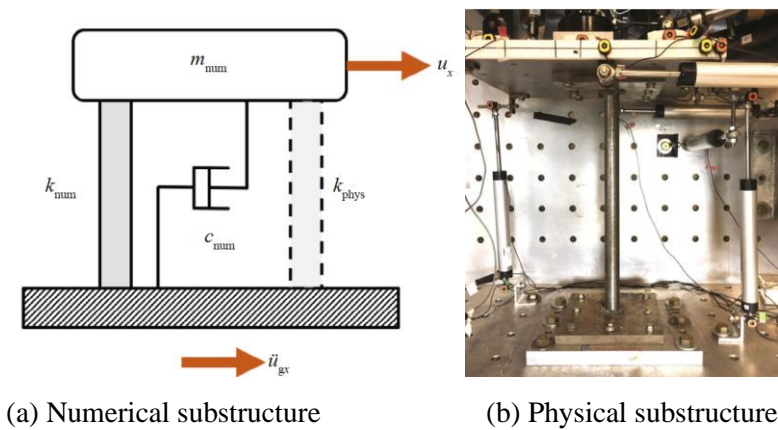 m_num
u_x
k_num
k_phys
c_num
ü_gx
(a) Numerical substructure
(b) Physical substructure